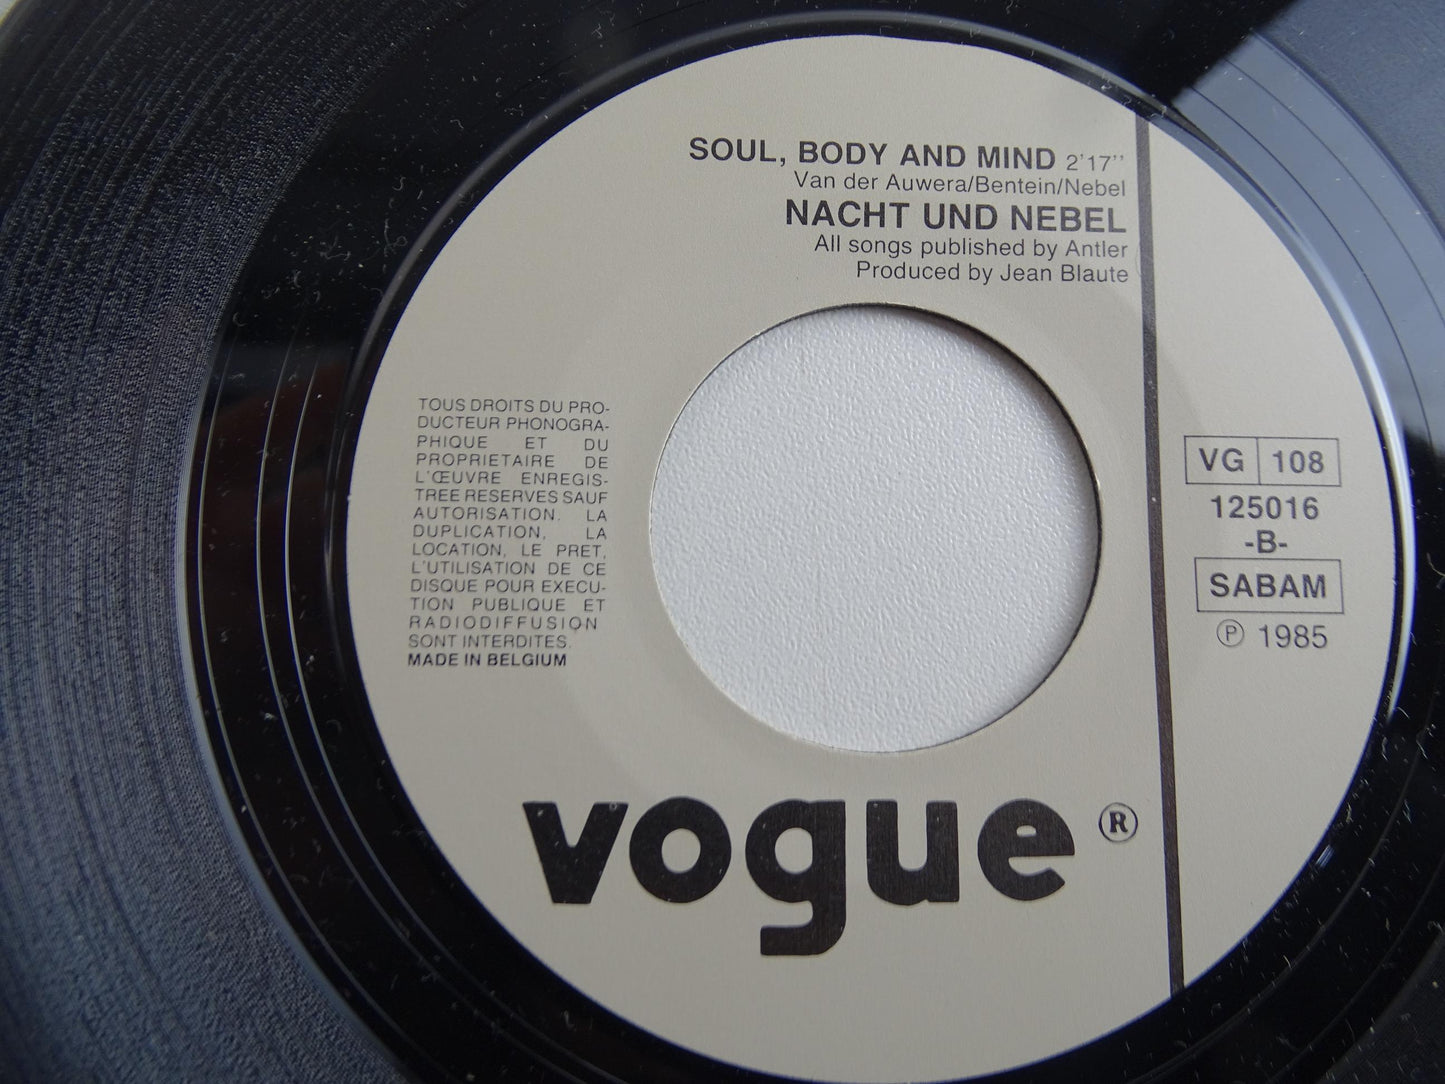 SOUL, BODY AND MIND 2'17''
Van der Auwera/Bentein/Nebel
NACHT UND NEBEL
All songs published by Antler
Produced by Jean Blaute
TOUS DROITS DU PRO-
DUCTEUR PHONOGRA-
PHIQUE ET DU
PROPRIETAIRE DE
L'ŒUVRE ENREGIS-
TREE RESERVES SAUF
AUTORISATION. LA
DUPLICATION, LA
LOCATION, LE PRET,
L'UTILISATION DE CE
DISQUE POUR EXECU-
TION PUBLIQUE ET
RADIODIFFUSION
SONT INTERDITES.
MADE IN BELGIUM
VG 108
125016
-B-
SABAM
℗ 1985
vogue ®